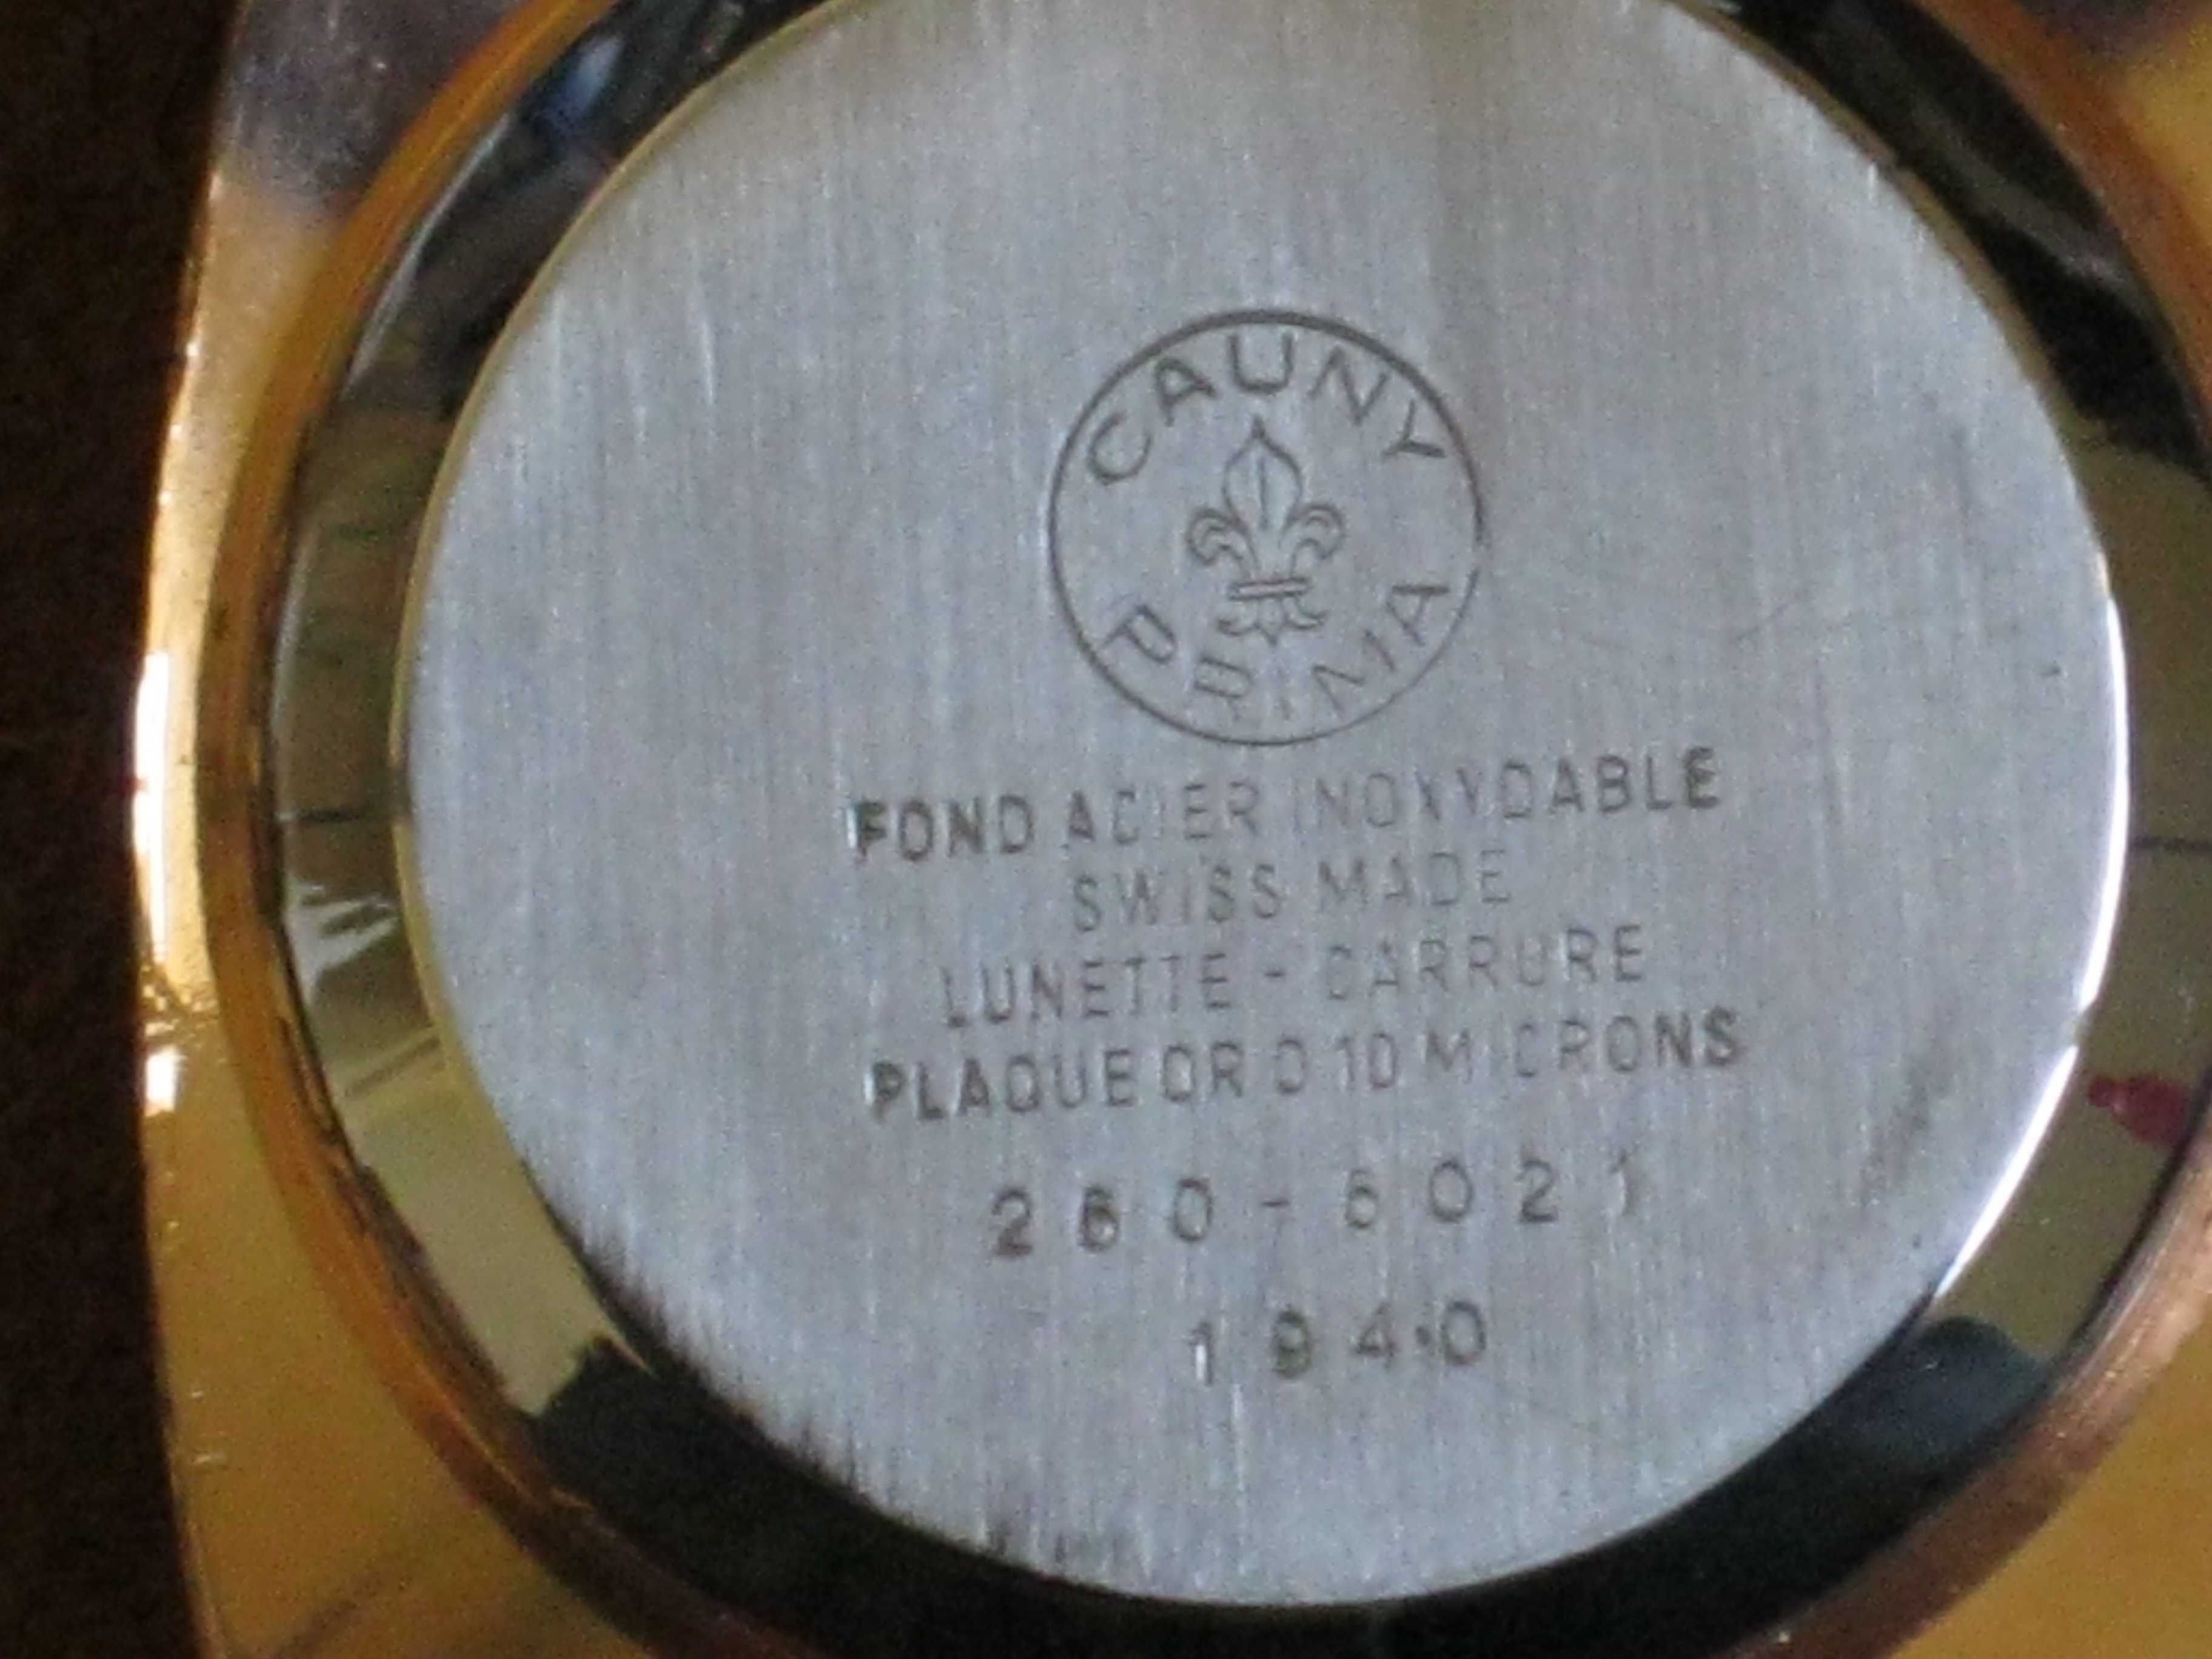 CAUNY
PRIMA
FOND ACIER INOXYDABLE
SWISS MADE
LUNETTE - CARRURE
PLAQUE OR G 10 MICRONS
260-6021
1940